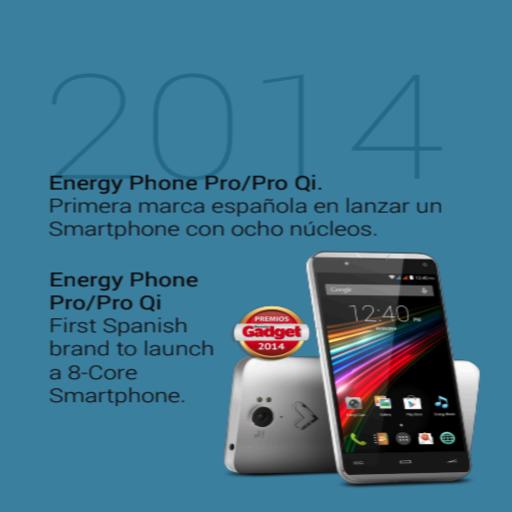 2014
Energy Phone Pro/Pro Qi.
Primera marca española en lanzar un
Smartphone con ocho núcleos.
Energy Phone
Pro/Pro Qi
First Spanish
brand to launch
a 8-Core
Smartphone.
PREMIOS
Gadget
2014
Google
12:40 PM